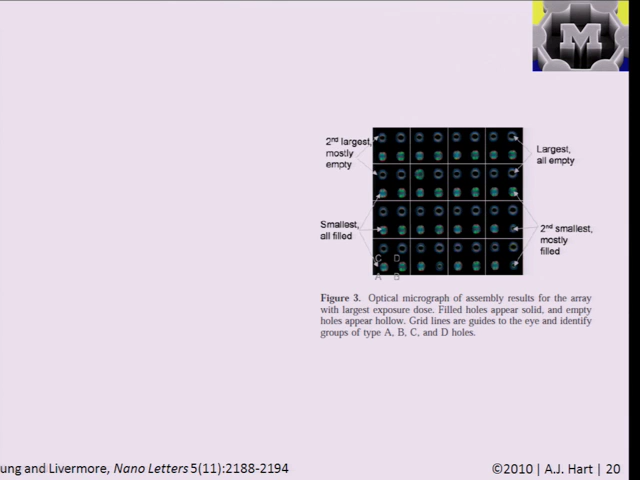 M
2nd largest,
mostly
empty
Largest,
all empty
Smallest,
all filled
2nd smallest,
mostly
filled
C D
A B
Figure 3. Optical micrograph of assembly results for the array
with largest exposure dose. Filled holes appear solid, and empty
holes appear hollow. Grid lines are guides to the eye and identify
groups of type A, B, C, and D holes.
ung and Livermore, Nano Letters 5(11):2188-2194
©2010 | A.J. Hart | 20